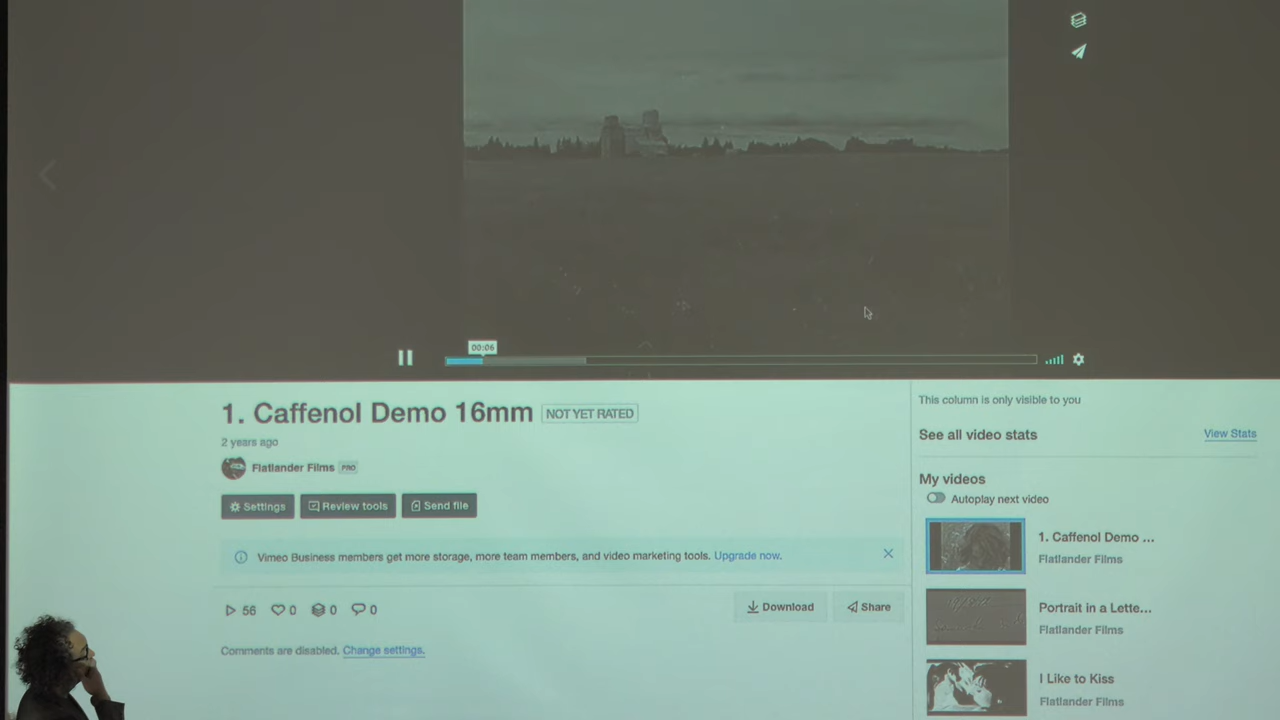 00:06
1. Caffenol Demo 16mm NOT YET RATED
2 years ago
Flatlander Films PRO
Settings Review tools Send file
Vimeo Business members get more storage, more team members, and video marketing tools. Upgrade now.
56 0 0 0
Download Share
Comments are disabled. Change settings.
This column is only visible to you
See all video stats View Stats
My videos
Autoplay next video
1. Caffenol Demo ...
Flatlander Films
Portrait in a Lette...
Flatlander Films
I Like to Kiss
Flatlander Films